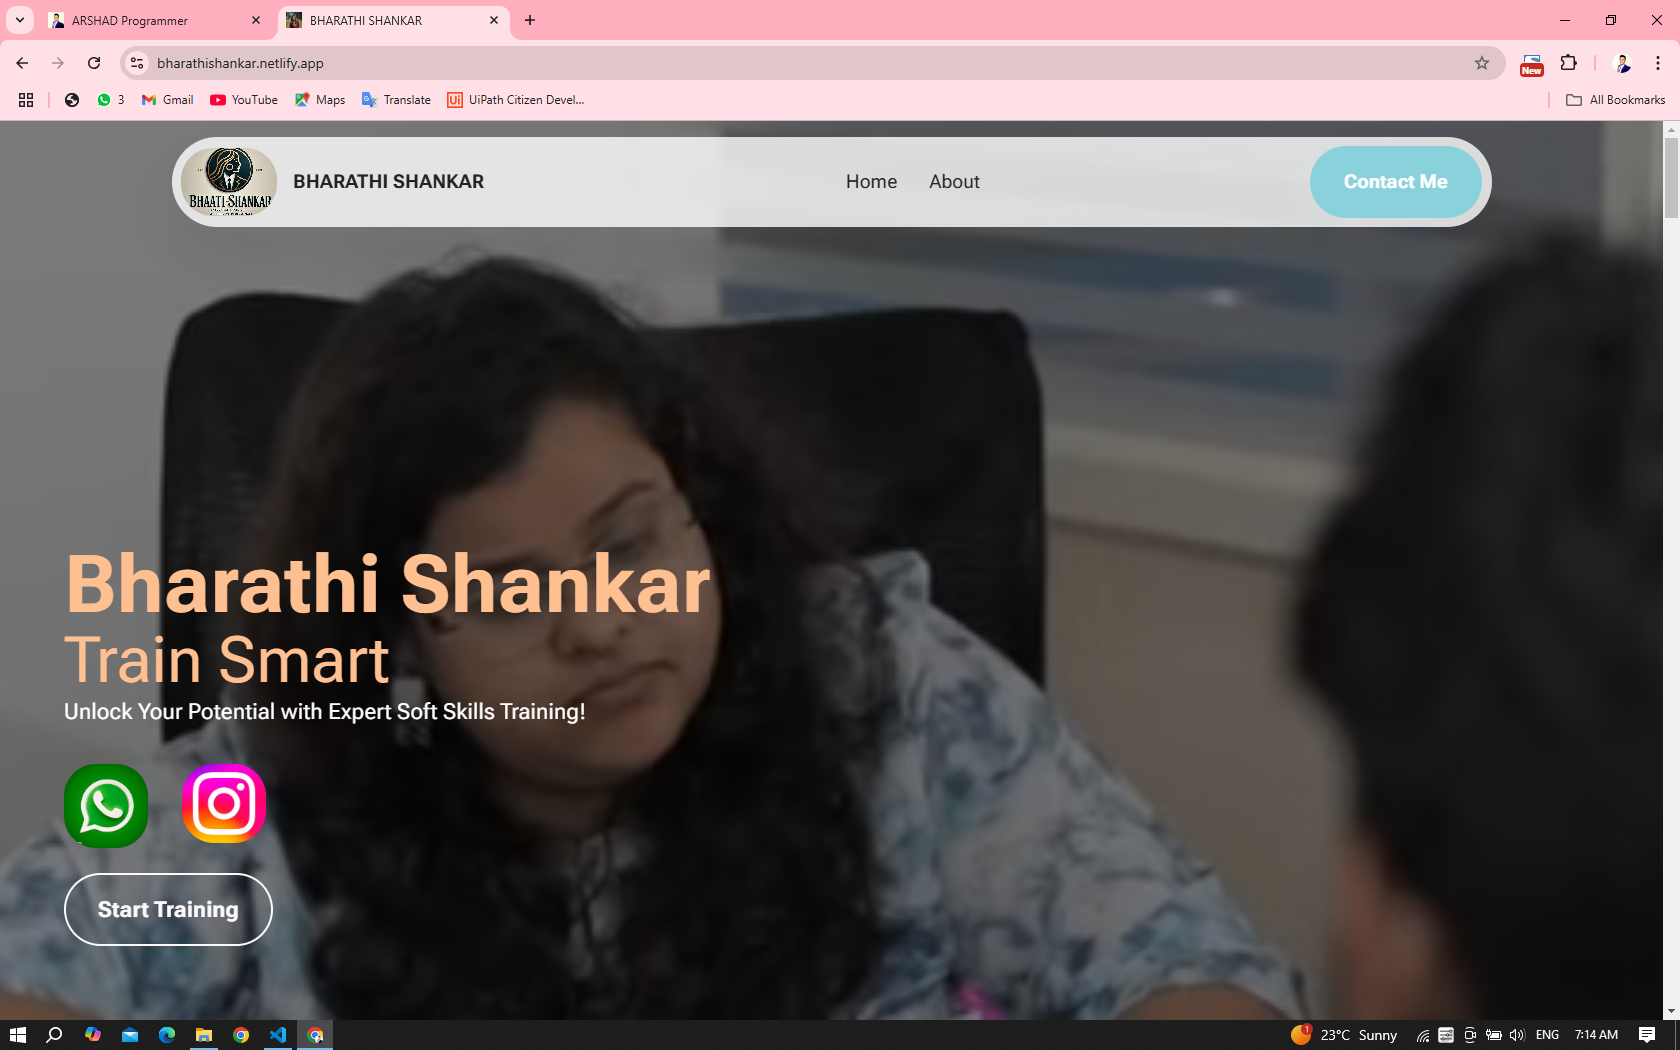 ARSHAD Programmer
BHARATHI SHANKAR
bharathishankar.netlify.app
New
3
Gmail
YouTube
Maps
Translate
UiPath Citizen Devel...
All Bookmarks
BHAATI-SHANKAR
BHARATHI SHANKAR
Home
About
Contact Me
Bharathi Shankar
Train Smart
Unlock Your Potential with Expert Soft Skills Training!
Start Training
1
23°C Sunny
ENG
7:14 AM